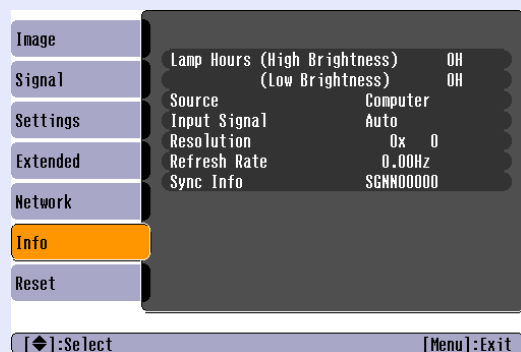 Image
Signal
Settings
Extended
Network
Info
Reset
Lamp Hours (High Brightness) 0H
(Low Brightness) 0H
Source Computer
Input Signal Auto
Resolution 0x 0
Refresh Rate 0.00Hz
Sync Info SGNN00000
[◆]:Select [Menu]:Exit